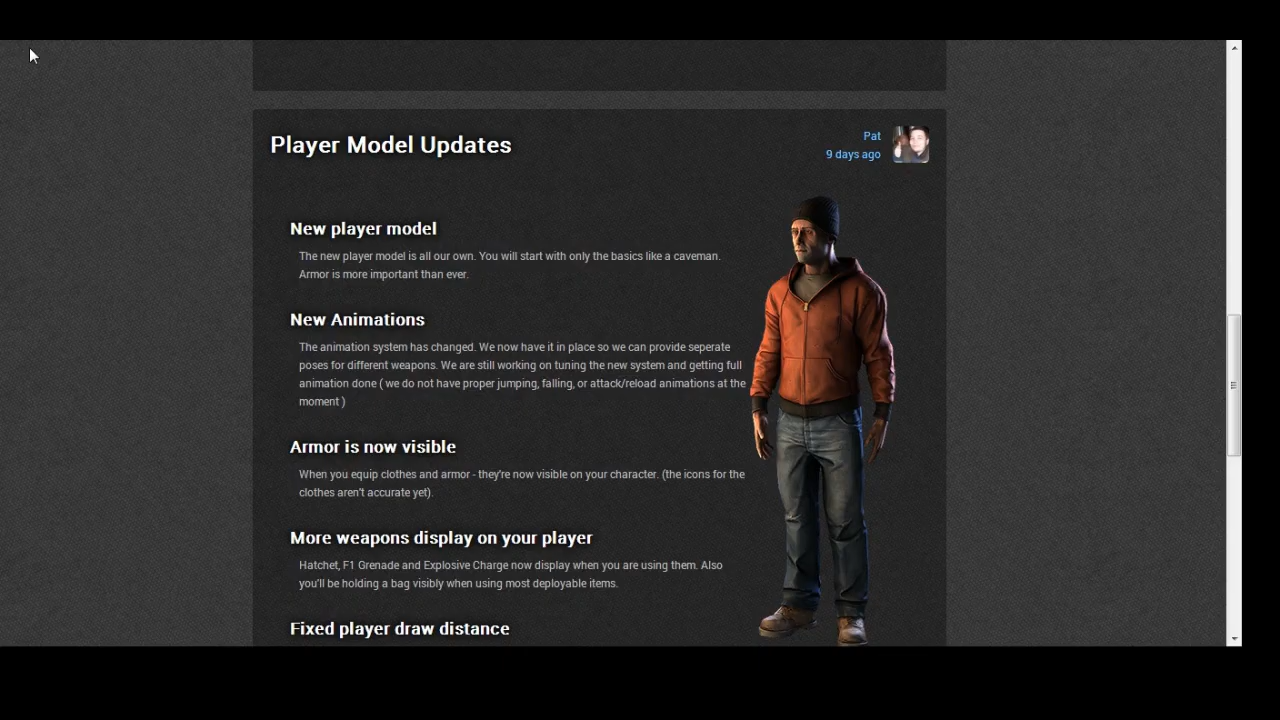 Player Model Updates
Pat
9 days ago
New player model
The new player model is all our own. You will start with only the basics like a caveman.
Armor is more important than ever.
New Animations
The animation system has changed. We now have it in place so we can provide seperate
poses for different weapons. We are still working on tuning the new system and getting full
animation done ( we do not have proper jumping, falling, or attack/reload animations at the
moment )
Armor is now visible
When you equip clothes and armor - they're now visible on your character. (the icons for the
clothes aren't accurate yet).
More weapons display on your player
Hatchet, F1 Grenade and Explosive Charge now display when you are using them. Also
you'll be holding a bag visibly when using most deployable items.
Fixed player draw distance